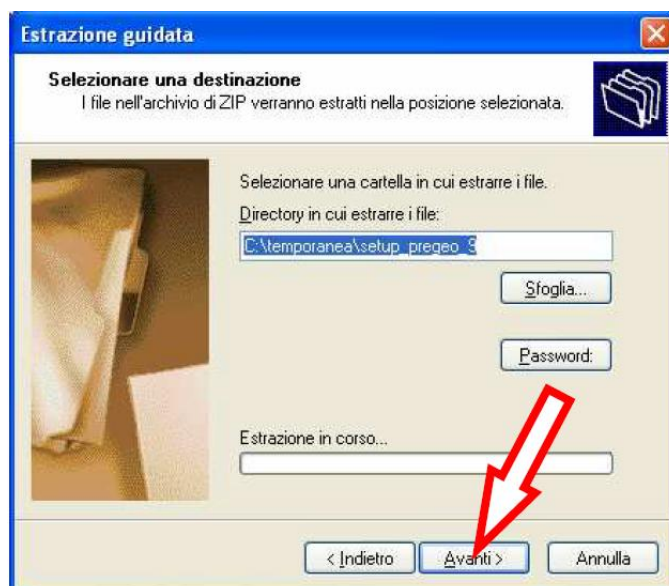 Estrazione guidata
Selezionare una destinazione
I file nell'archivio di ZIP verranno estratti nella posizione selezionata.
Selezionare una cartella in cui estrarre i file.
Directory in cui estrarre i file:
C:\temporanea\setup_pregeo_9
Sfoglia...
Password:
Estrazione in corso...
< Indietro
Avanti >
Annulla